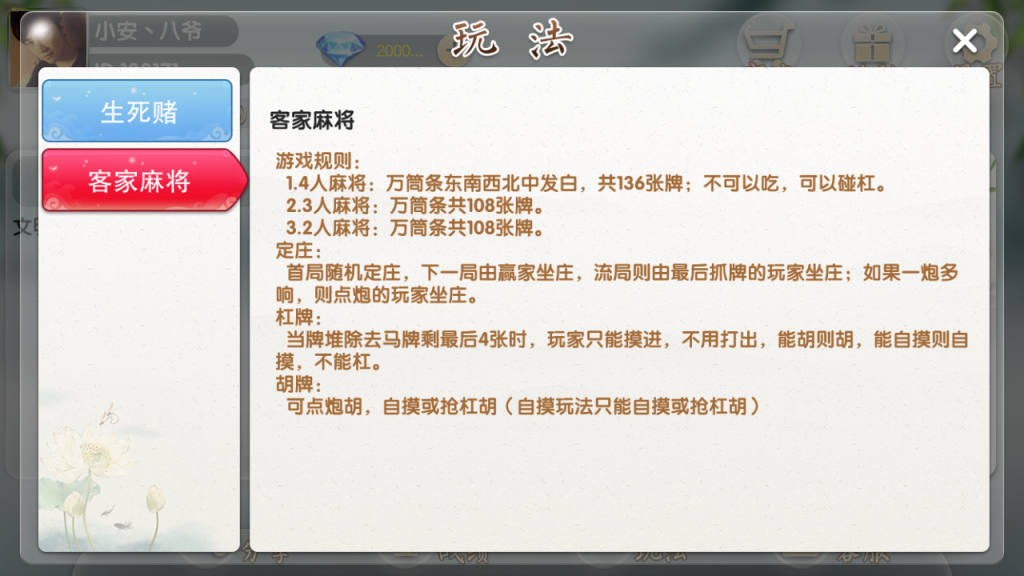 小安丶八爷
2000...
玩 法
生死赌
客家麻将
客家麻将
游戏规则：
1.4人麻将：万筒条东南西北中发白，共136张牌；不可以吃，可以碰杠。
2.3人麻将：万筒条共108张牌。
3.2人麻将：万筒条共108张牌。
定庄：
首局随机定庄，下一局由赢家坐庄，流局则由最后抓牌的玩家坐庄；如果一炮多
响，则点炮的玩家坐庄。
杠牌：
当牌堆除去马牌剩最后4张时，玩家只能摸进，不用打出，能胡则胡，能自摸则自
摸，不能杠。
胡牌：
可点炮胡，自摸或抢杠胡（自摸玩法只能自摸或抢杠胡）